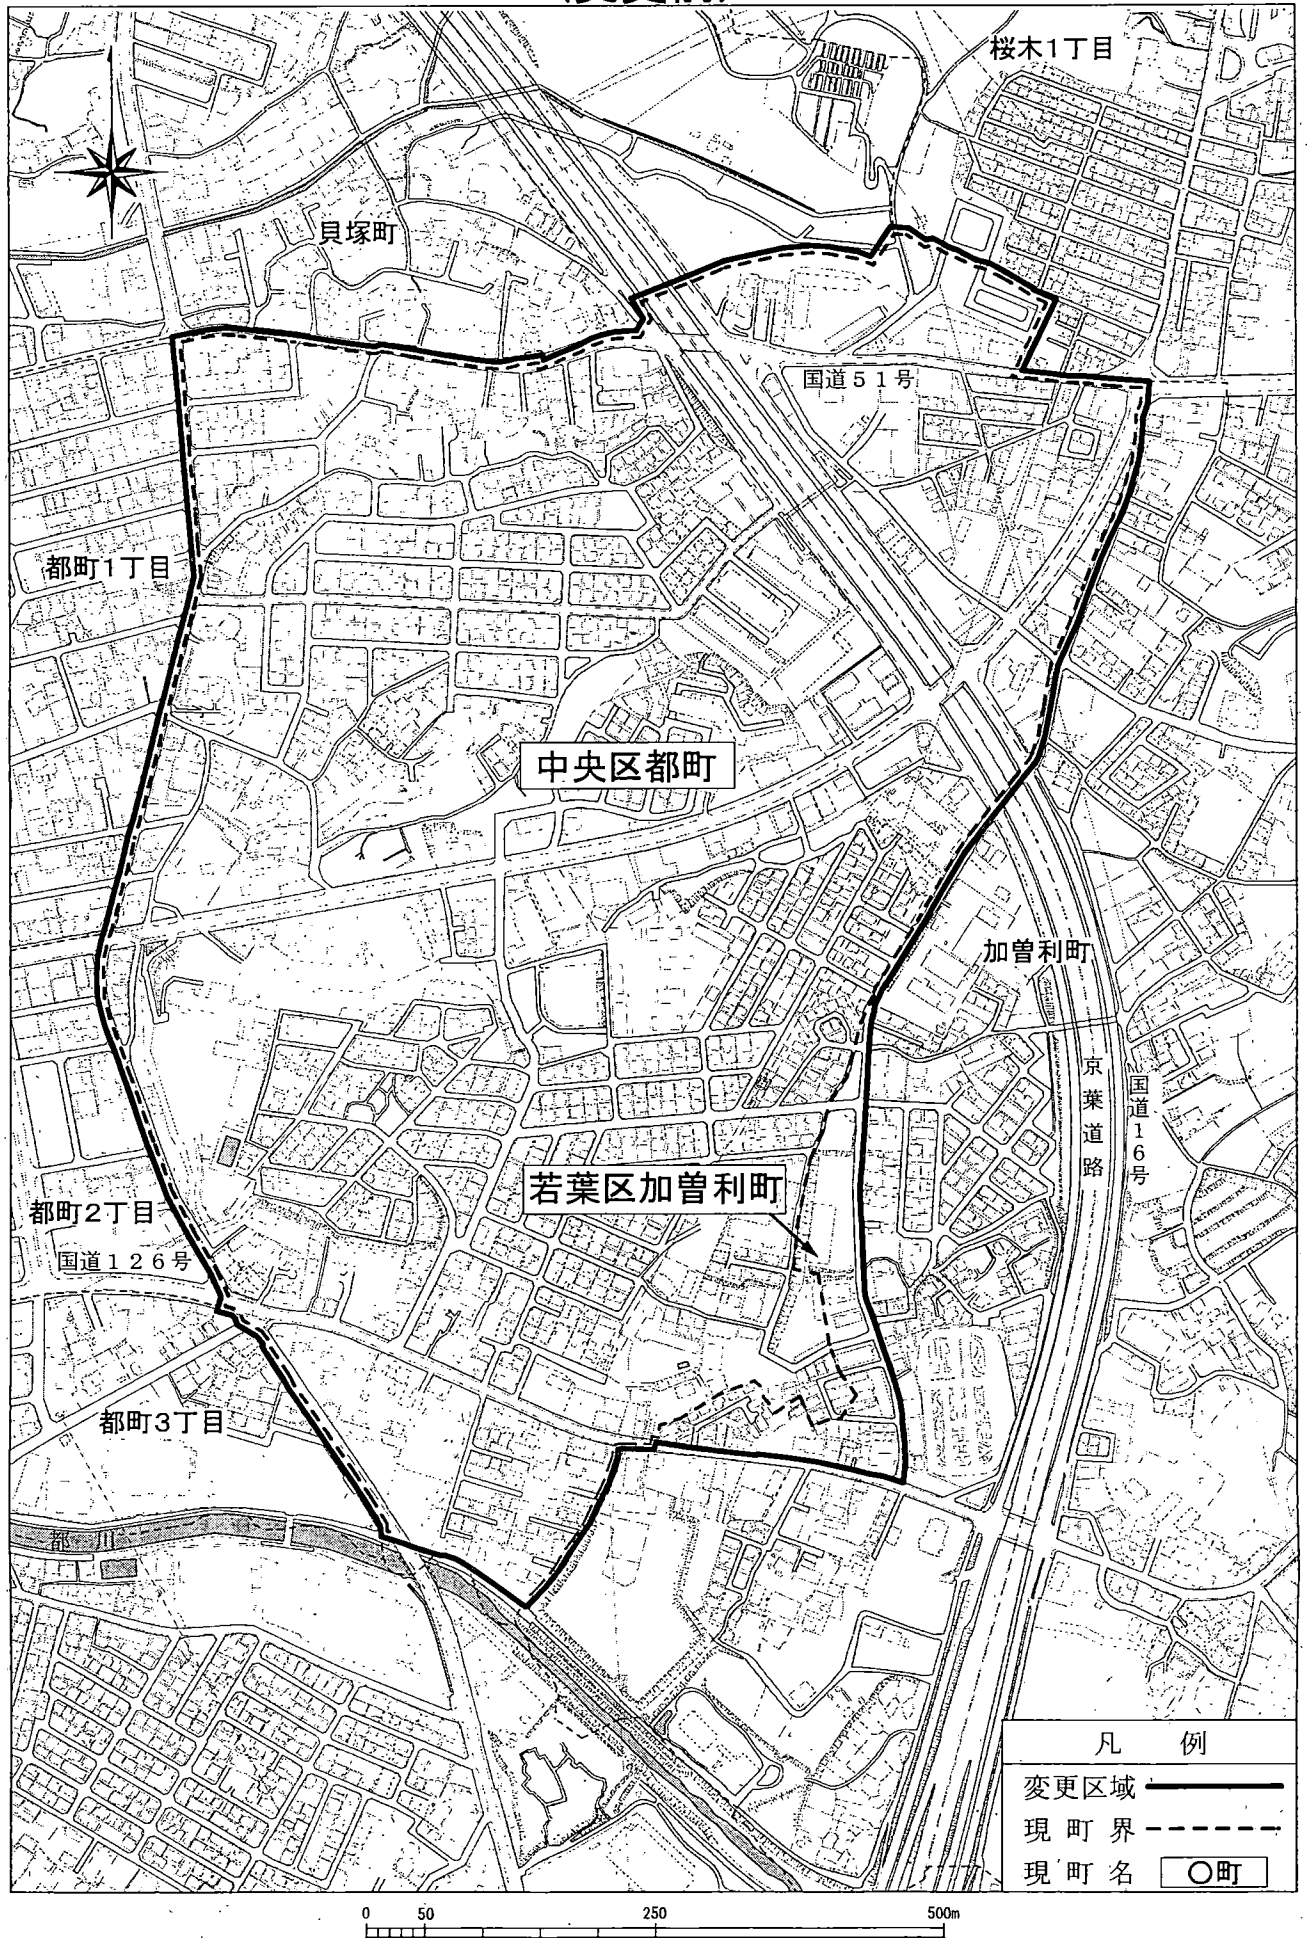 桜木1丁目
貝塚町
国道51号
都町1丁目
中央区都町
加曽利町
京葉道路
国道16号
若葉区加曽利町
都町2丁目
国道126号
都町3丁目
都川
凡 例
変更区域
現町界
現町名 ○町
0 50 250 500m